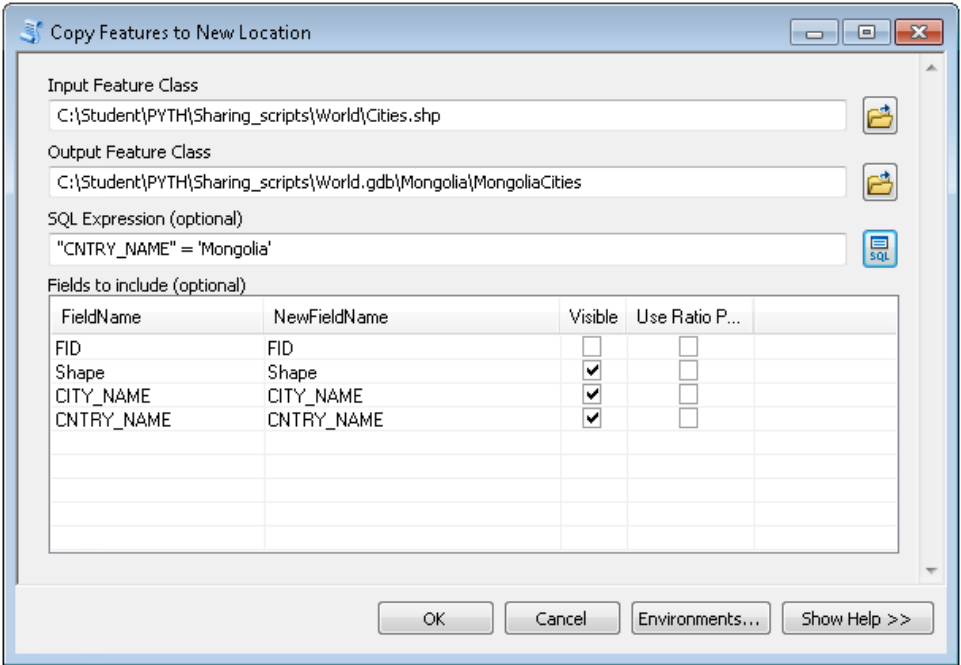 Copy Features to New Location
Input Feature Class
C:\Student\PYTH\Sharing_scripts\World\Cities.shp
Output Feature Class
C:\Student\PYTH\Sharing_scripts\World.gdb\Mongolia\MongoliaCities
SQL Expression (optional)
"CNTRY_NAME" = 'Mongolia'
SQL
Fields to include (optional)
FieldName NewFieldName Visible Use Ratio P...
FID FID
Shape Shape
CITY_NAME CITY_NAME
CNTRY_NAME CNTRY_NAME
OK Cancel Environments... Show Help >>